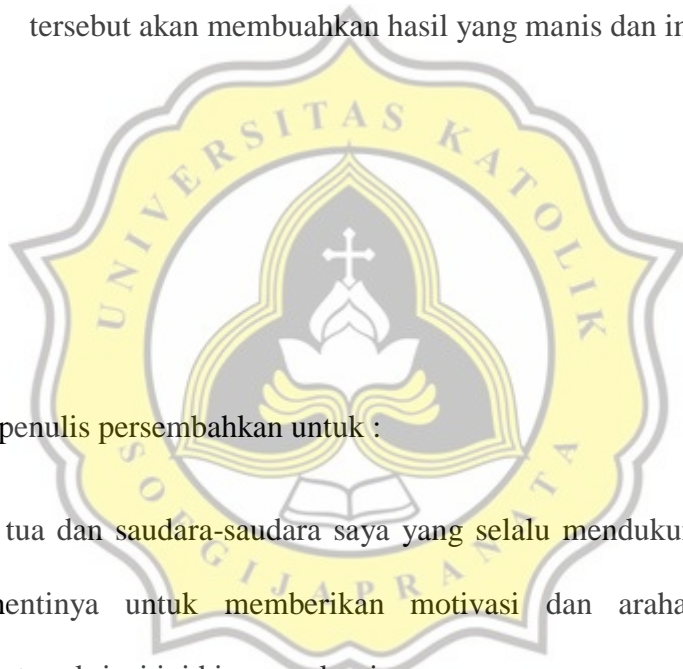 tersebut akan membuahkan hasil yang manis dan in
UNIVERSITAS KATOLIK
penulis persembahkan untuk :
SOEGIJAPRANATA
tua dan saudara-saudara saya yang selalu menduku
untuk memberikan motivasi dan araha